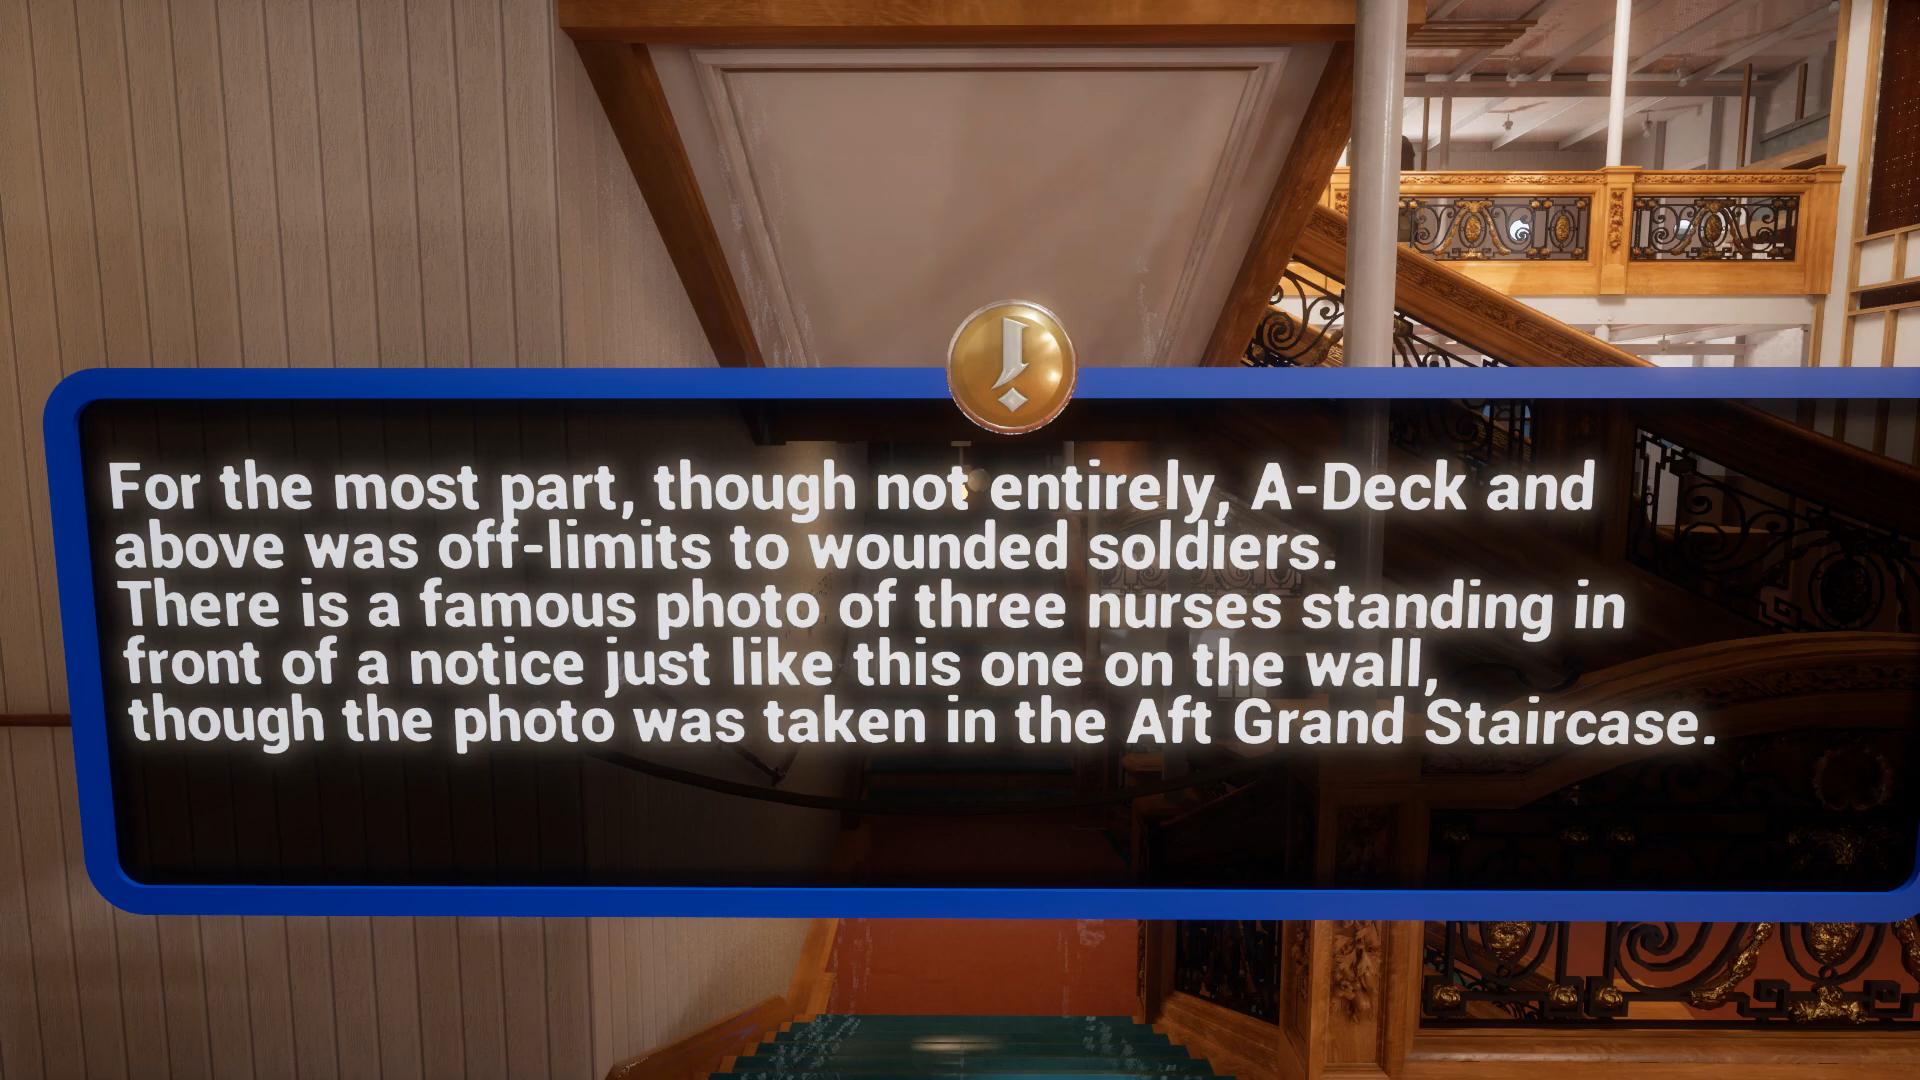 For the most part, though not entirely, A-Deck and
above was off-limits to wounded soldiers.
There is a famous photo of three nurses standing in
front of a notice just like this one on the wall,
though the photo was taken in the Aft Grand Staircase.